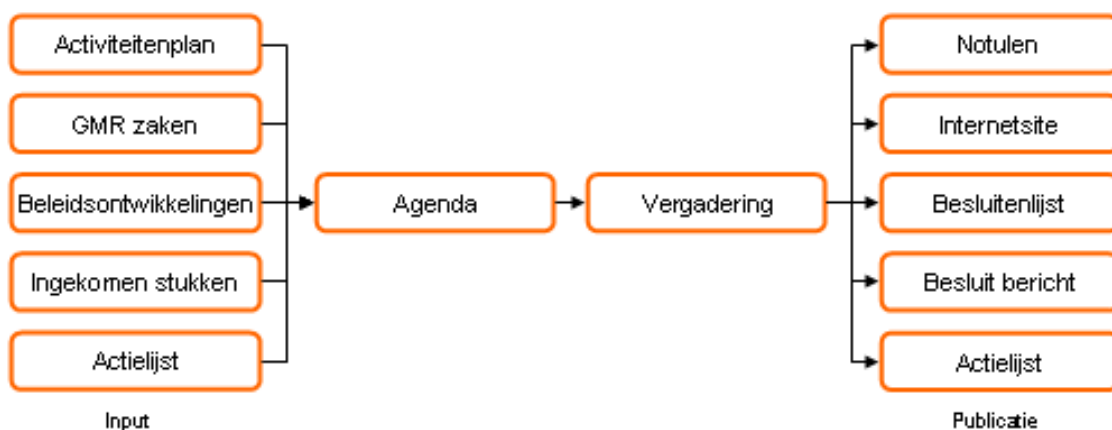 Activiteitenplan
GMR zaken
Beleidsontwikkelingen
Ingekomen stukken
Actielijst
Input
Agenda
Vergadering
Notulen
Internetsite
Besluitenlijst
Besluit bericht
Actielijst
Publicatie